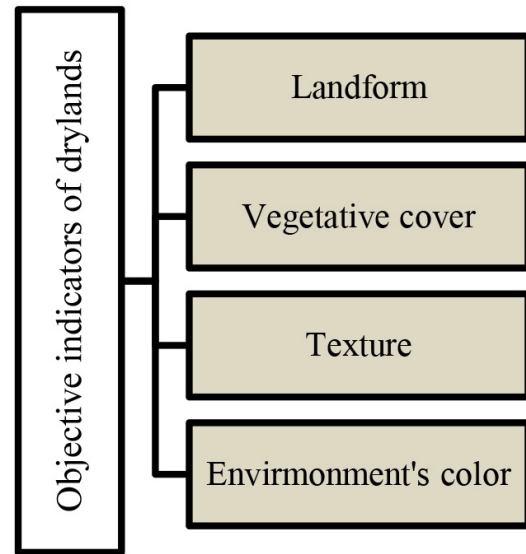 Objective indicators of drylands
Landform
Vegetative cover
Texture
Envirmonment's color